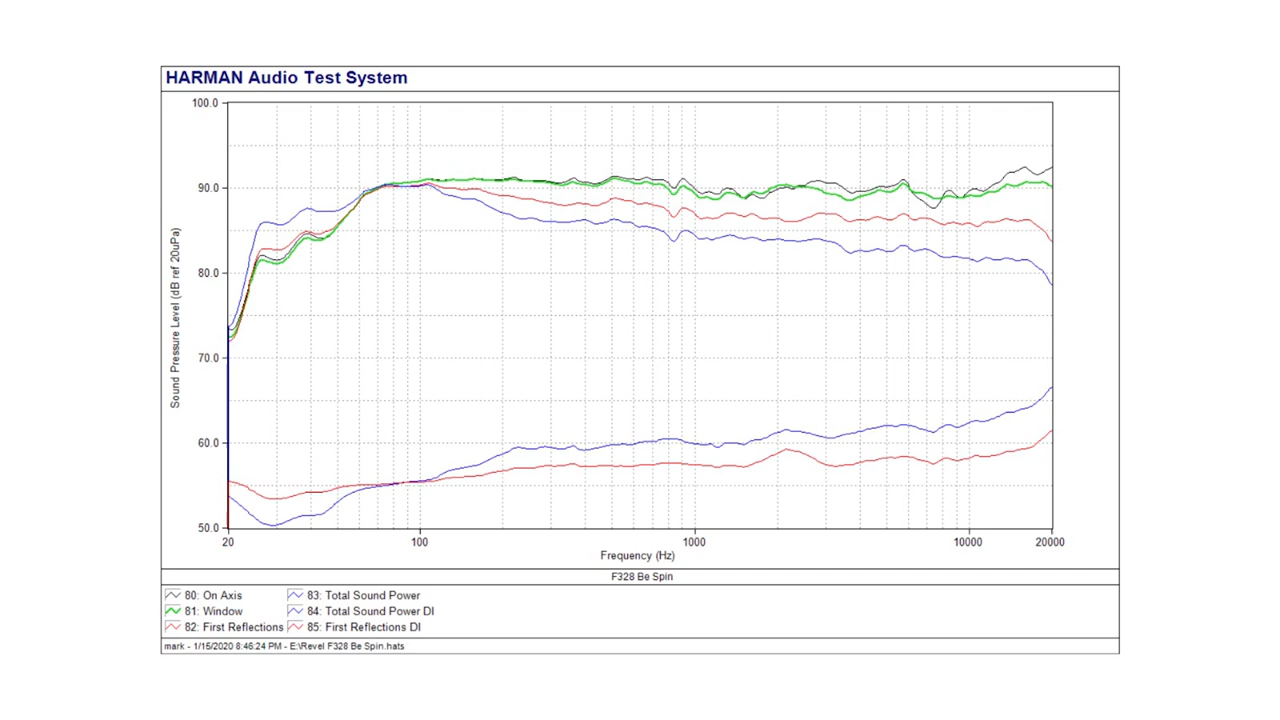 HARMAN Audio Test System
100.0
90.0
80.0
70.0
60.0
50.0
Sound Pressure Level (dB ref 20uPa)
20 100 1000 10000 20000
Frequency (Hz)
F328 Be Spin
80: On Axis 83: Total Sound Power
81: Window 84: Total Sound Power DI
82: First Reflections 85: First Reflections DI
mark - 1/15/2020 8:46:24 PM - E:\Revel F328 Be Spin.hats